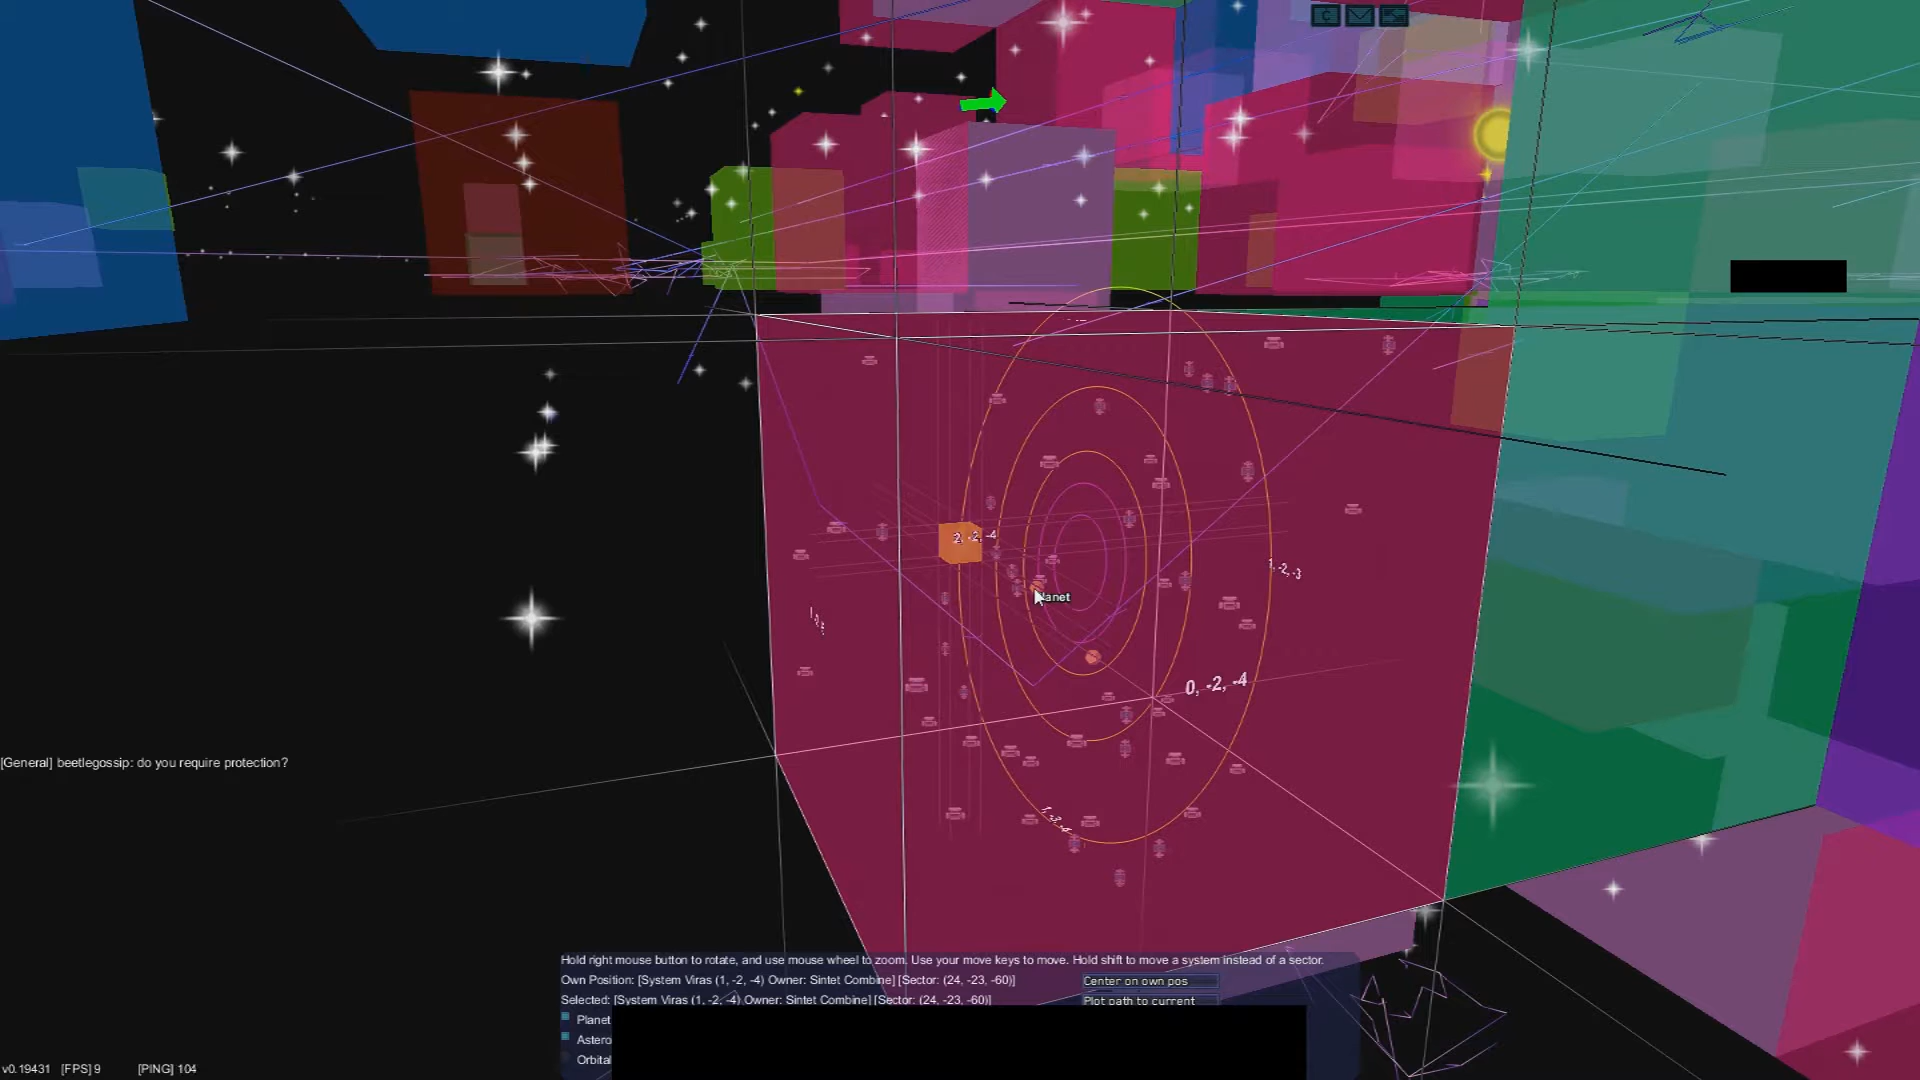 C
2, -2, -4
Planet
1, -2, -3
0, -2, -4
1, -3, -4
[General] beetlegossip: do you require protection?
Hold right mouse button to rotate, and use mouse wheel to zoom. Use your move keys to move. Hold shift to move a system instead of a sector.
Own Position: [System Viras (1, -2, -4) Owner: Sintet Combine] [Sector: (24, -23, -60)]
Center on own pos
Selected: [System Viras (1, -2, -4) Owner: Sintet Combine] [Sector: (24, -23, -60)]
Plot path to current
Planet
Astero
Orbital
v0.19431 [FPS] 9 [PING] 104